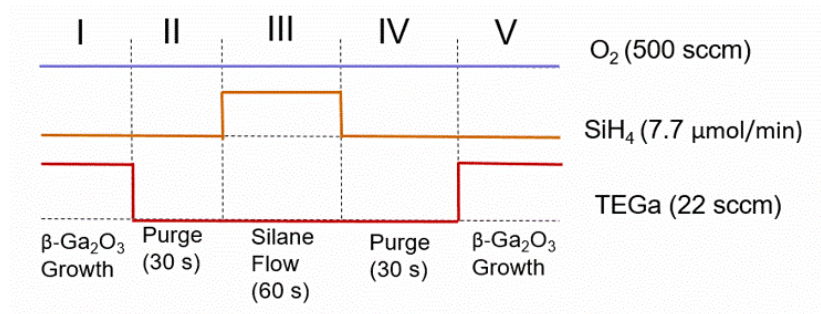 I II III IV V
O₂ (500 sccm)
SiH₄ (7.7 μmol/min)
TEGa (22 sccm)
β-Ga₂O₃
Growth
Purge
(30 s)
Silane
Flow
(60 s)
Purge
(30 s)
β-Ga₂O₃
Growth